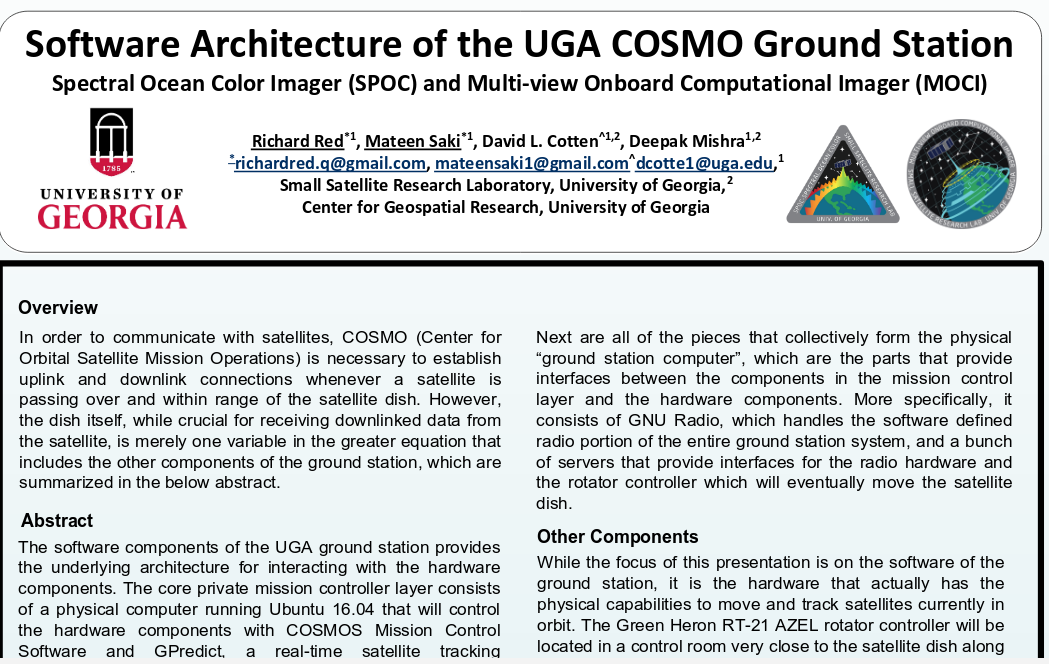 Software Architecture of the UGA COSMO Ground Station
Spectral Ocean Color Imager (SPOC) and Multi-view Onboard Computational Imager (MOCI)
1785
UNIVERSITY OF
GEORGIA
Richard Red*1, Mateen Saki*1, David L. Cotten^1,2, Deepak Mishra1,2
*richardred.q@gmail.com, mateensaki1@gmail.com^dcotte1@uga.edu,1
Small Satellite Research Laboratory, University of Georgia,2
Center for Geospatial Research, University of Georgia
UNIV. OF GEORGIA
Overview
In order to communicate with satellites, COSMO (Center for
Orbital Satellite Mission Operations) is necessary to establish
uplink and downlink connections whenever a satellite is
passing over and within range of the satellite dish. However,
the dish itself, while crucial for receiving downlinked data from
the satellite, is merely one variable in the greater equation that
includes the other components of the ground station, which are
summarized in the below abstract.
Abstract
The software components of the UGA ground station provides
the underlying architecture for interacting with the hardware
components. The core private mission controller layer consists
of a physical computer running Ubuntu 16.04 that will control
the hardware components with COSMOS Mission Control
Software and GPredict, a real-time satellite tracking
Next are all of the pieces that collectively form the physical
“ground station computer”, which are the parts that provide
interfaces between the components in the mission control
layer and the hardware components. More specifically, it
consists of GNU Radio, which handles the software defined
radio portion of the entire ground station system, and a bunch
of servers that provide interfaces for the radio hardware and
the rotator controller which will eventually move the satellite
dish.
Other Components
While the focus of this presentation is on the software of the
ground station, it is the hardware that actually has the
physical capabilities to move and track satellites currently in
orbit. The Green Heron RT-21 AZEL rotator controller will be
located in a control room very close to the satellite dish along